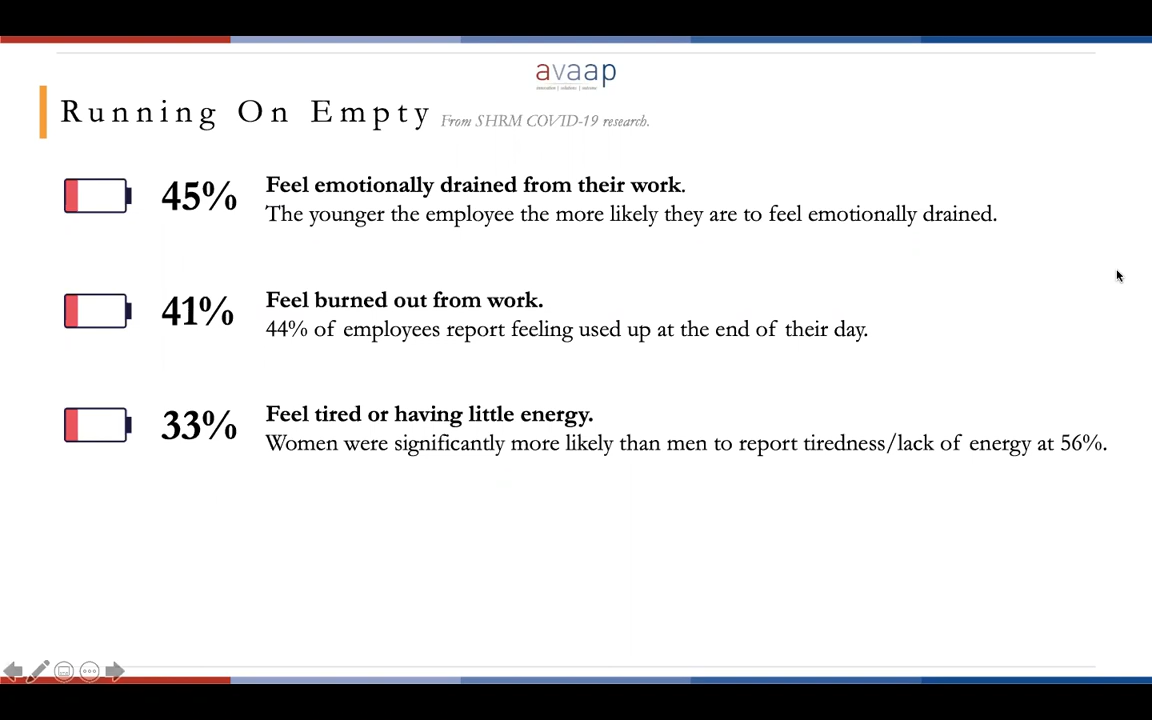 avaap
innovation | solutions | outcome
Running On Empty From SHRM COVID-19 research.
45%
Feel emotionally drained from their work.
The younger the employee the more likely they are to feel emotionally drained.
41%
Feel burned out from work.
44% of employees report feeling used up at the end of their day.
33%
Feel tired or having little energy.
Women were significantly more likely than men to report tiredness/lack of energy at 56%.